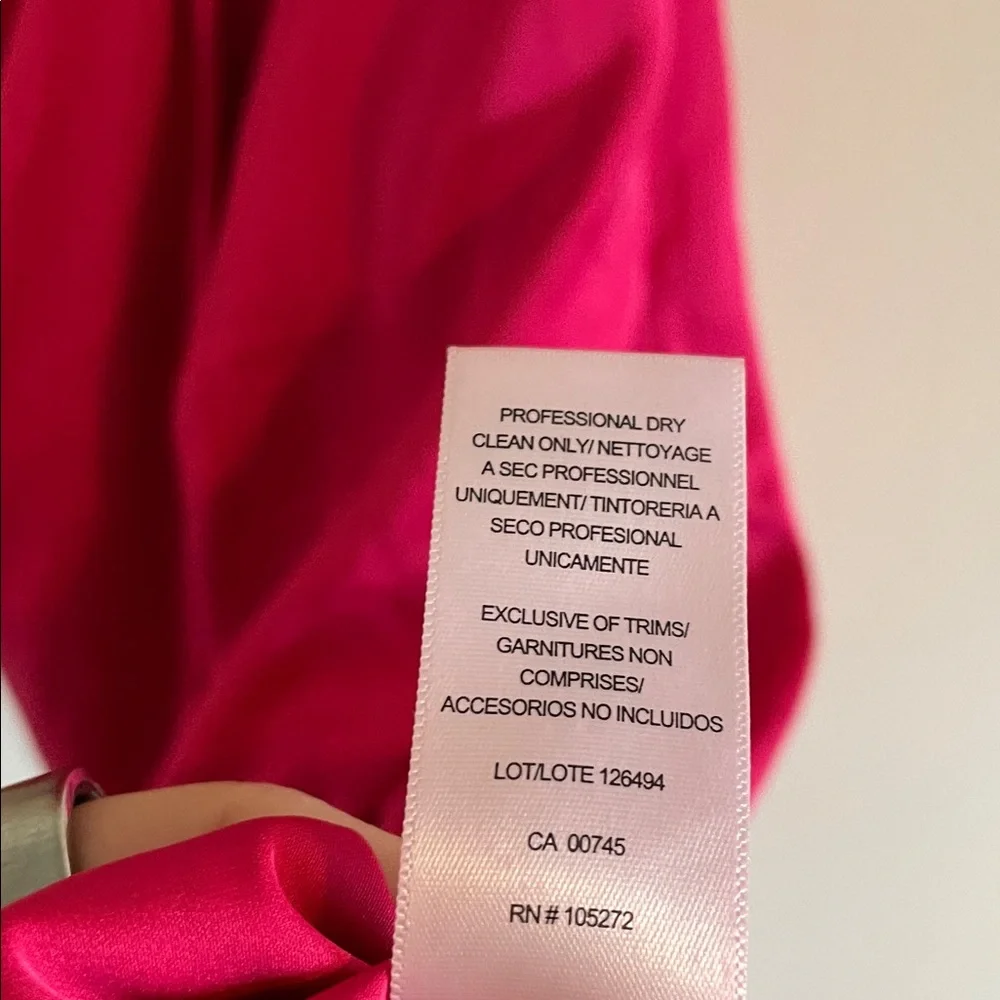 PROFESSIONAL DRY
CLEAN ONLY/ NETTOYAGE
A SEC PROFESSIONNEL
UNIQUEMENT/ TINTORERIA A
SECO PROFESIONAL
UNICAMENTE
EXCLUSIVE OF TRIMS/
GARNITURES NON
COMPRISES/
ACCESORIOS NO INCLUIDOS
LOT/LOTE 126494
CA 00745
RN # 105272